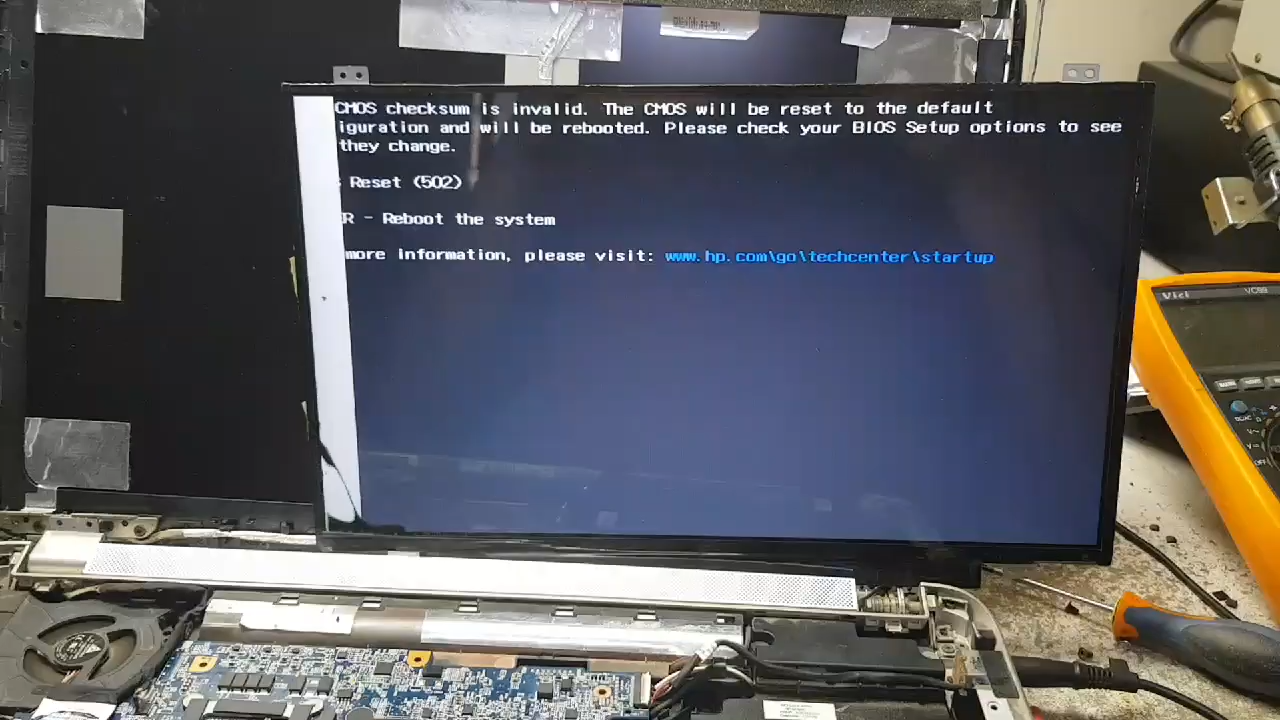 CMOS checksum is invalid. The CMOS will be reset to the default
iguration and will be rebooted. Please check your BIOS Setup options to see
they change.
Reset (502)
R - Reboot the system
more information, please visit: www.hp.com\go\techcenter\startup
Vici
VC99